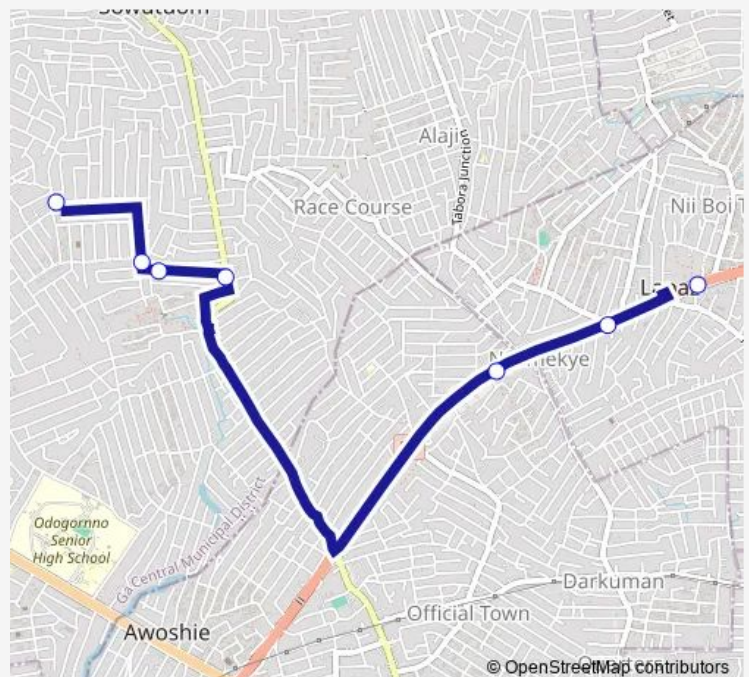 Alaji
Tabora Junction
Race Course
Nii Boi T
Odogornno
Senior
High School
Ga Central Municipal District
Darkuman
Official Town
Awoshie
© OpenStreetMap contributors